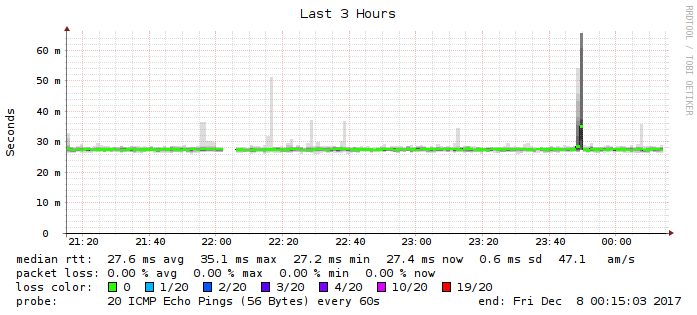 Last 3 Hours
RRDTOOL / TOBI OETIKER
Seconds
60 m
50 m
40 m
30 m
20 m
10 m
0
21:20 21:40 22:00 22:20 22:40 23:00 23:20 23:40 00:00
median rtt: 27.6 ms avg 35.1 ms max 27.2 ms min 27.4 ms now 0.6 ms sd 47.1 am/s
packet loss: 0.00 % avg 0.00 % max 0.00 % min 0.00 % now
loss color: 0 1/20 2/20 3/20 4/20 10/20 19/20
probe: 20 ICMP Echo Pings (56 Bytes) every 60s end: Fri Dec 8 00:15:03 2017